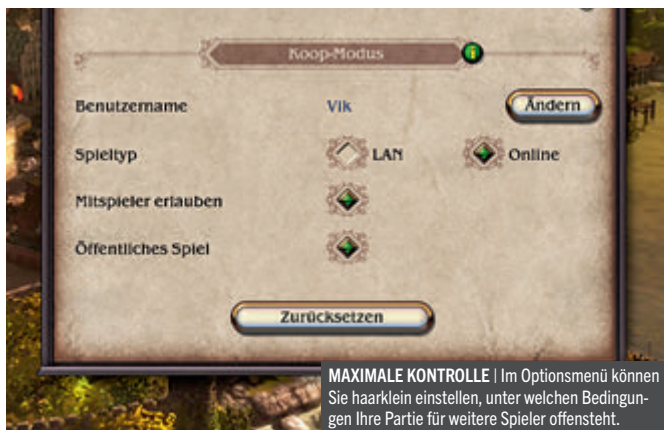 Koop-Modus
Benutzername Vik Ändern
Spieltyp LAN Online
Mitspieler erlauben
Öffentliches Spiel
Zurücksetzen
MAXIMALE KONTROLLE | Im Optionsmenü können
Sie haarklein einstellen, unter welchen Bedingun-
gen Ihre Partie für weitere Spieler offensteht.